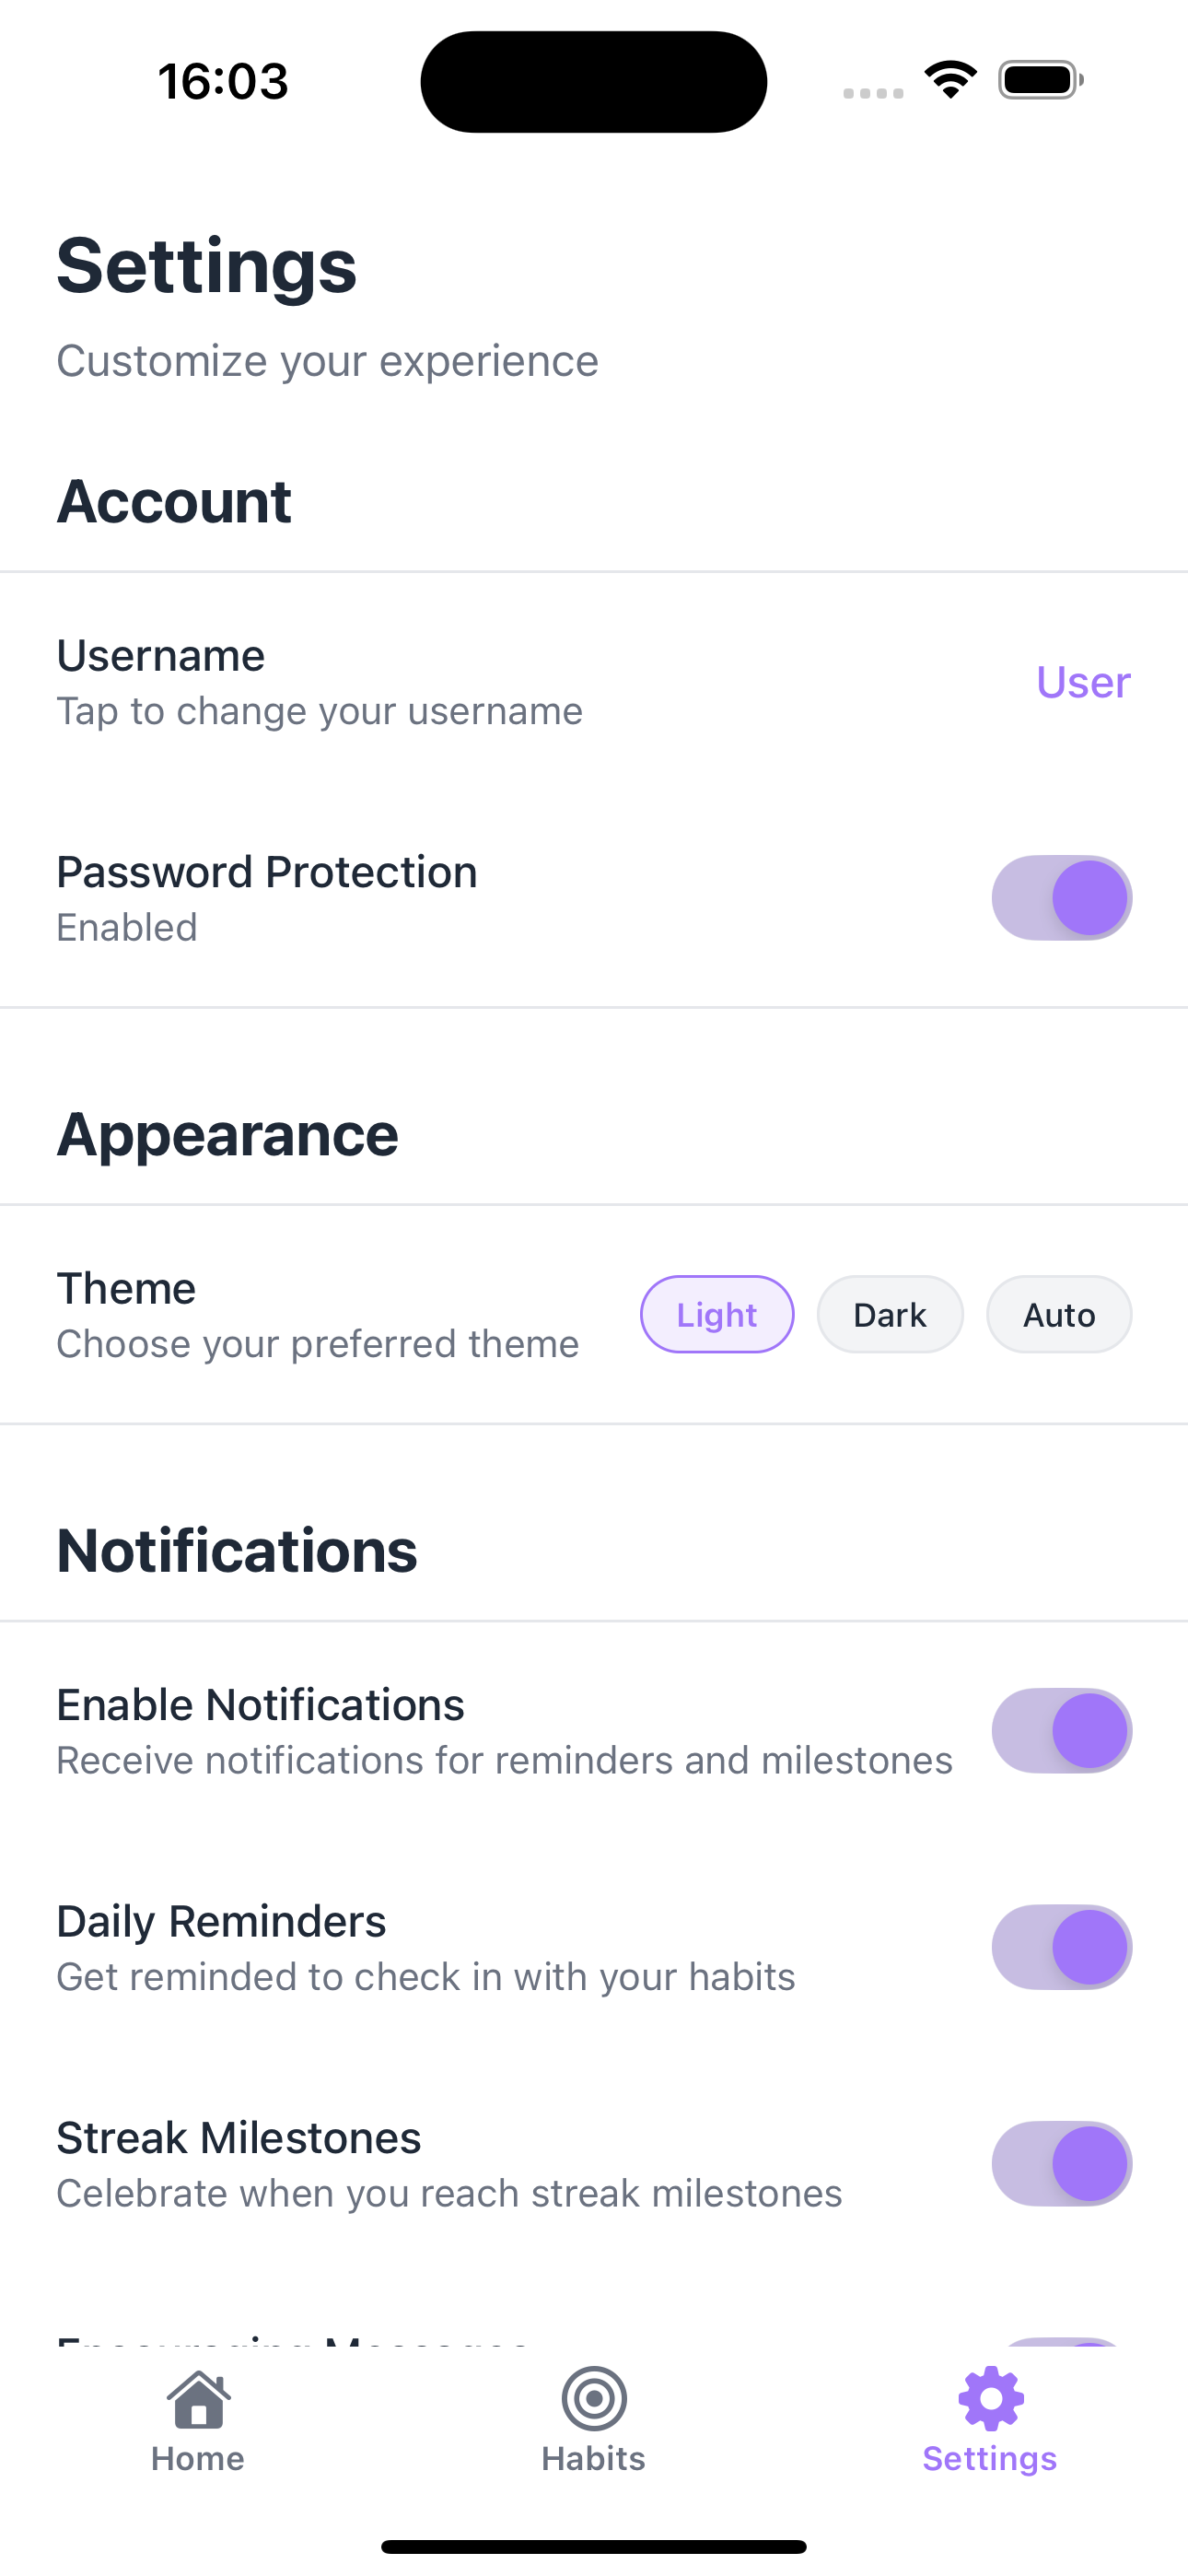 16:03
Settings
Customize your experience
Account
Username
User
Tap to change your username
Password Protection
Enabled
Appearance
Theme
Choose your preferred theme
Light
Dark
Auto
Notifications
Enable Notifications
Receive notifications for reminders and milestones
Daily Reminders
Get reminded to check in with your habits
Streak Milestones
Celebrate when you reach streak milestones
Encouraging Messages
Home
Habits
Settings